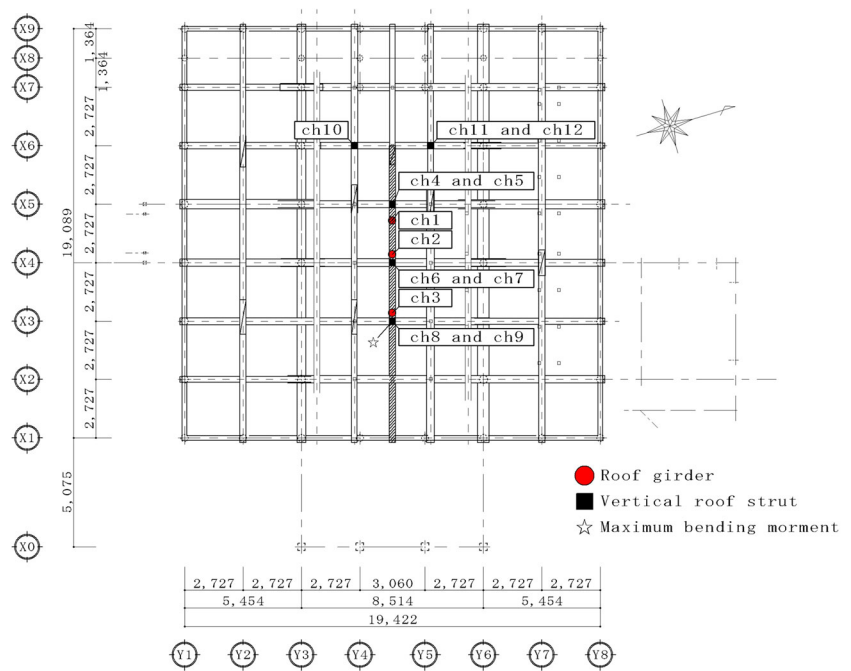 X9
X8
X7
X6
X5
X4
X3
X2
X1
X0
1,364
1,364
2,727
2,727
2,727
2,727
2,727
2,727
19,089
5,075
ch10
ch11 and ch12
ch4 and ch5
ch1
ch2
ch6 and ch7
ch3
ch8 and ch9
Roof girder
Vertical roof strut
Maximum bending morment
2,727 2,727 2,727 3,060 2,727 2,727 2,727
5,454 8,514 5,454
19,422
Y1 Y2 Y3 Y4 Y5 Y6 Y7 Y8